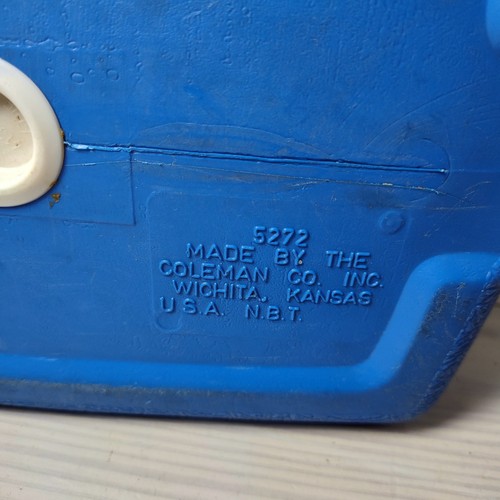 5272
MADE BY THE
COLEMAN CO. INC.
WICHITA, KANSAS
U.S.A. N.B.T.